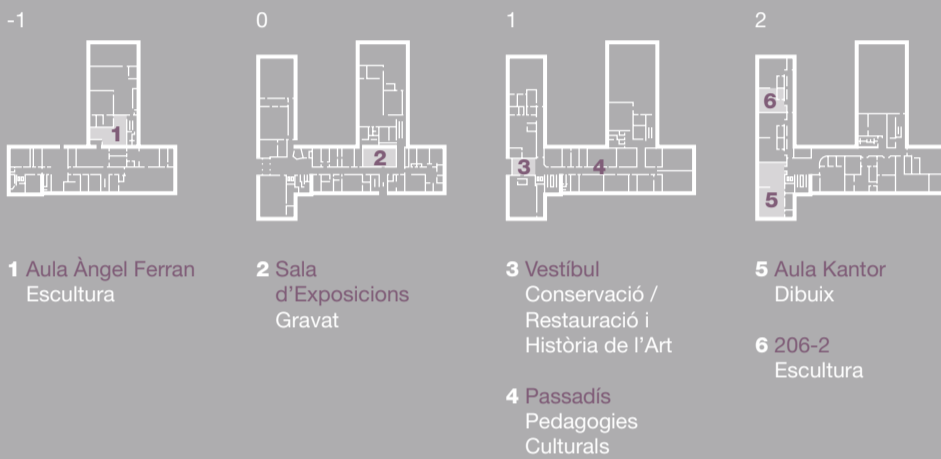 -1
1
1 Aula Àngel Ferran
Escultura
0
2
2 Sala
d’Exposicions
Gravat
1
3
4
3 Vestíbul
Conservació /
Restauració i
Història de l’Art
4 Passadís
Pedagogies
Culturals
2
6
5
5 Aula Kantor
Dibuix
6 206-2
Escultura